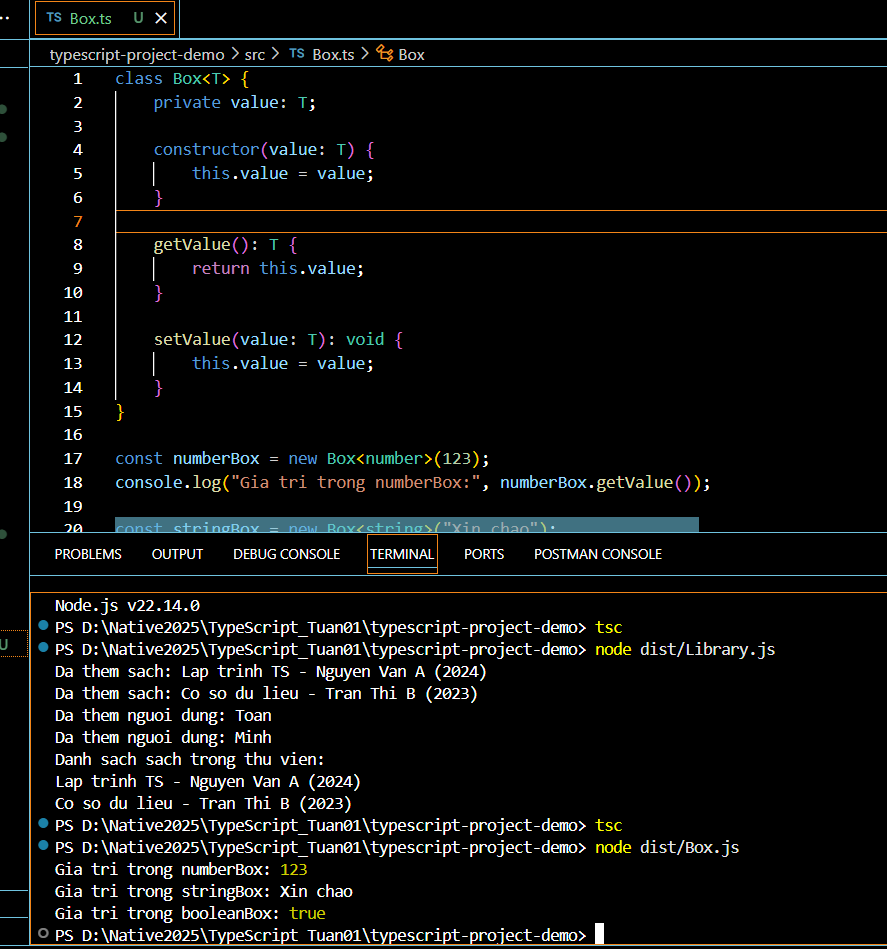 TS Box.ts U
typescript-project-demo > src > TS Box.ts > Box
1 class Box<T> {
2 private value: T;
3
4 constructor(value: T) {
5 this.value = value;
6 }
7
8 getValue(): T {
9 return this.value;
10 }
11
12 setValue(value: T): void {
13 this.value = value;
14 }
15 }
16
17 const numberBox = new Box<number>(123);
18 console.log("Gia tri trong numberBox:", numberBox.getValue());
19
20 const stringBox = new Box<string>("Xin chao");
PROBLEMS OUTPUT DEBUG CONSOLE TERMINAL PORTS POSTMAN CONSOLE
Node.js v22.14.0
PS D:\Native2025\TypeScript_Tuan01\typescript-project-demo> tsc
U
PS D:\Native2025\TypeScript_Tuan01\typescript-project-demo> node dist/Library.js
Da them sach: Lap trinh TS - Nguyen Van A (2024)
Da them sach: Co so du lieu - Tran Thi B (2023)
Da them nguoi dung: Toan
Da them nguoi dung: Minh
Danh sach sach trong thu vien:
Lap trinh TS - Nguyen Van A (2024)
Co so du lieu - Tran Thi B (2023)
PS D:\Native2025\TypeScript_Tuan01\typescript-project-demo> tsc
PS D:\Native2025\TypeScript_Tuan01\typescript-project-demo> node dist/Box.js
Gia tri trong numberBox: 123
Gia tri trong stringBox: Xin chao
Gia tri trong booleanBox: true
PS D:\Native2025\TypeScript_Tuan01\typescript-project-demo>